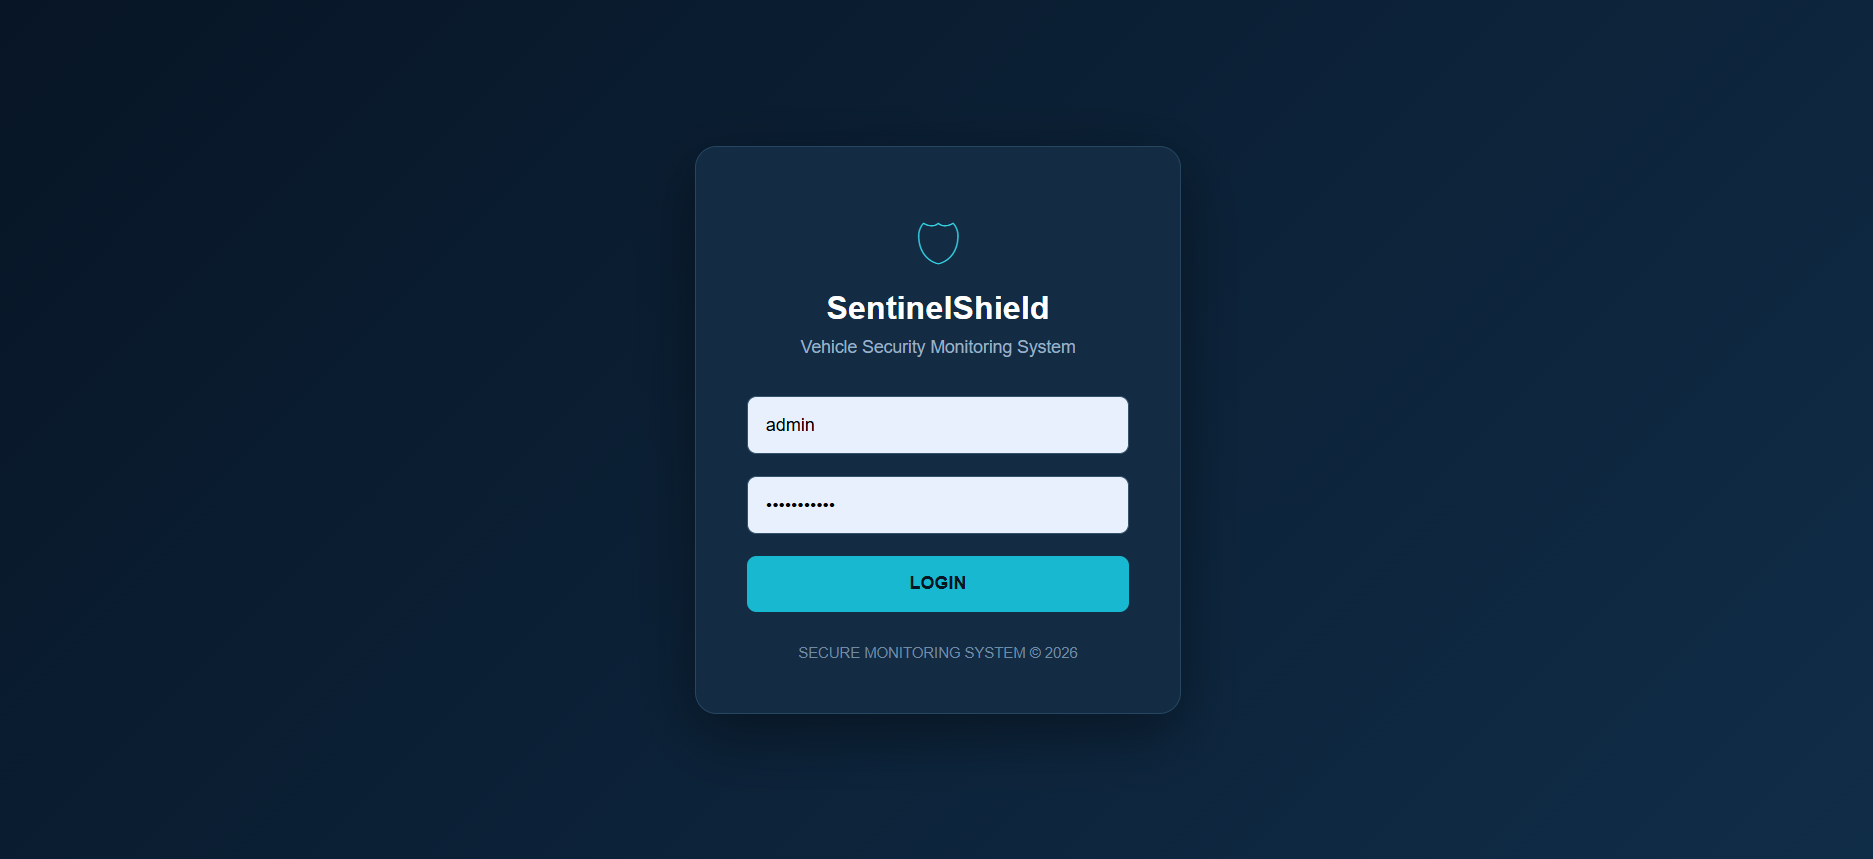 SentinelShield
Vehicle Security Monitoring System
admin
•••••••••••
LOGIN
SECURE MONITORING SYSTEM © 2026